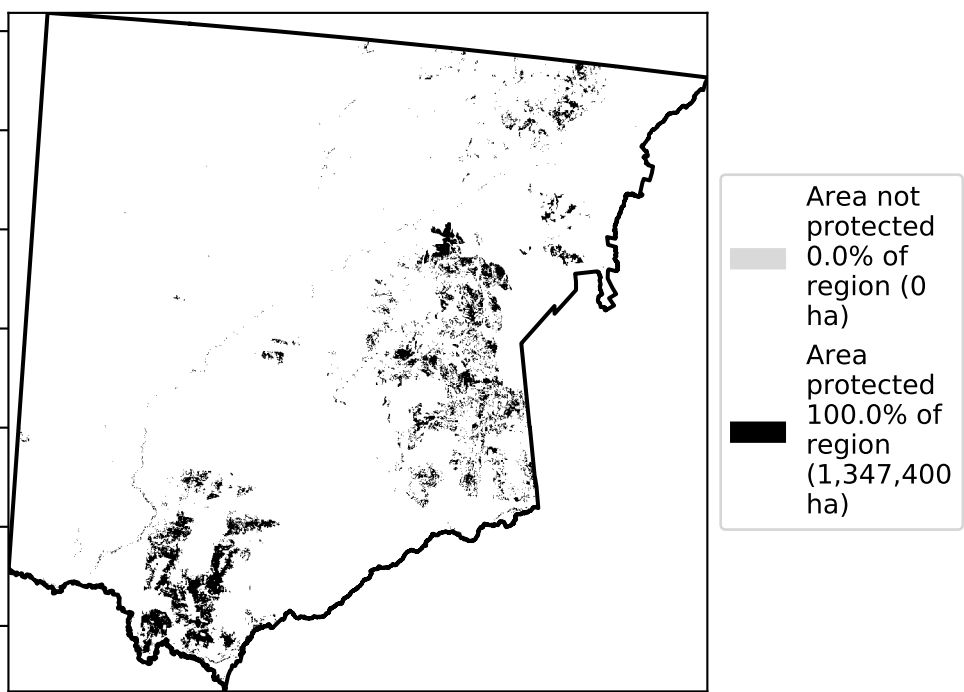 Area not
protected
0.0% of
region (0
ha)
Area
protected
100.0% of
region
(1,347,400
ha)